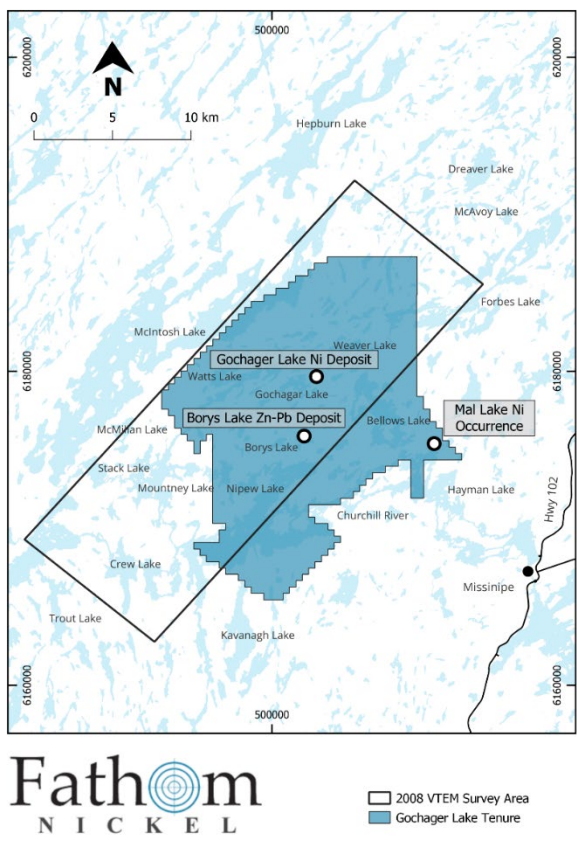 500000
6200000
6200000
N
0 5 10 km
Hepburn Lake
Dreaver Lake
McAvoy Lake
Forbes Lake
McIntosh Lake
Weaver Lake
Gochager Lake Ni Deposit
6180000
6180000
Watts Lake
Gochagar Lake
Mal Lake Ni
Occurrence
Borys Lake Zn-Pb Deposit
Bellows Lake
McMillan Lake
Borys Lake
Stack Lake
Mountney Lake
Nipew Lake
Hayman Lake
Hwy 102
Churchill River
Crew Lake
Missinipe
Trout Lake
Kavanagh Lake
6160000
6160000
500000
Fathom
NICKEL
2008 VTEM Survey Area
Gochager Lake Tenure